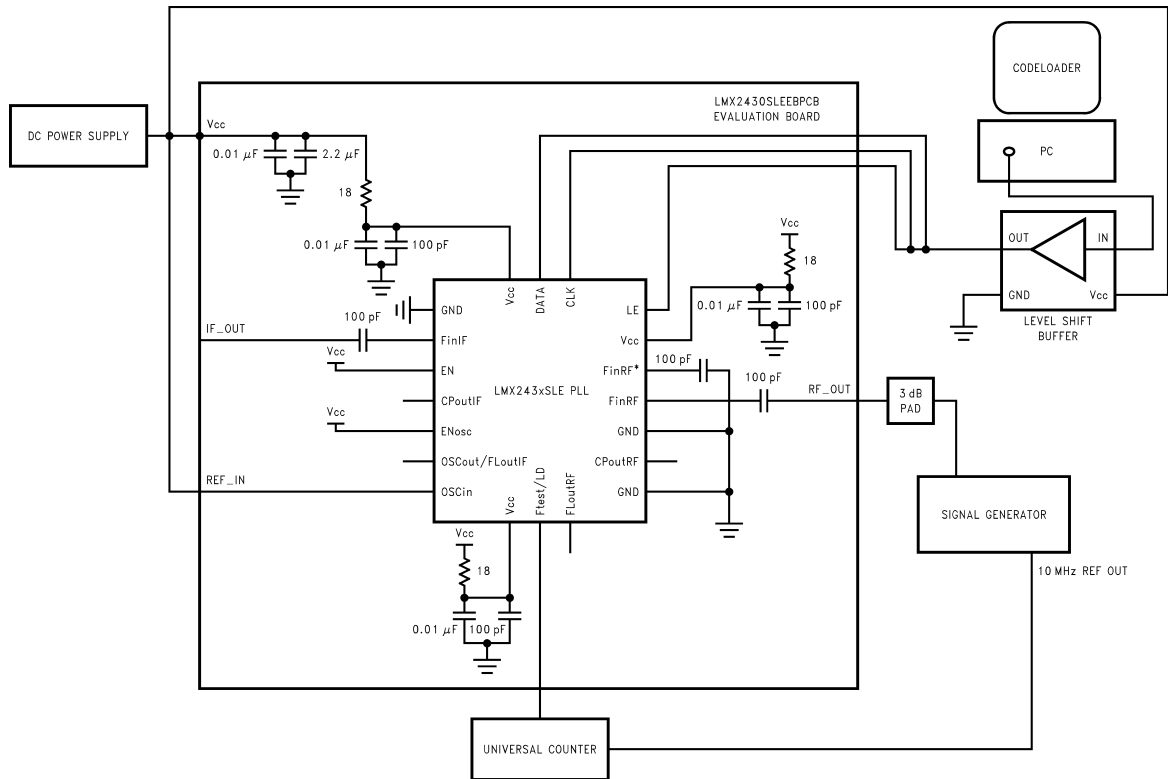 CODELOADER
LMX2430SLEEBPCB
EVALUATION BOARD
DC POWER SUPPLY
Vcc
0.01 µF
2.2 µF
PC
18
Vcc
OUT
IN
0.01 µF
100 pF
18
GND
Vcc
LEVEL SHIFT
BUFFER
Vcc
DATA
CLK
GND
LE
0.01 µF
100 pF
100 pF
IF_OUT
FinIF
Vcc
Vcc
EN
FinRF*
100 pF
LMX243xSLE PLL
100 pF
RF_OUT
3 dB
PAD
CPoutIF
FinRF
Vcc
ENosc
GND
OSCout/FLoutIF
CPoutRF
REF_IN
OSCin
GND
Vcc
Ftest/LD
FLoutRF
SIGNAL GENERATOR
Vcc
18
10 MHz REF OUT
0.01 µF
100 pF
UNIVERSAL COUNTER